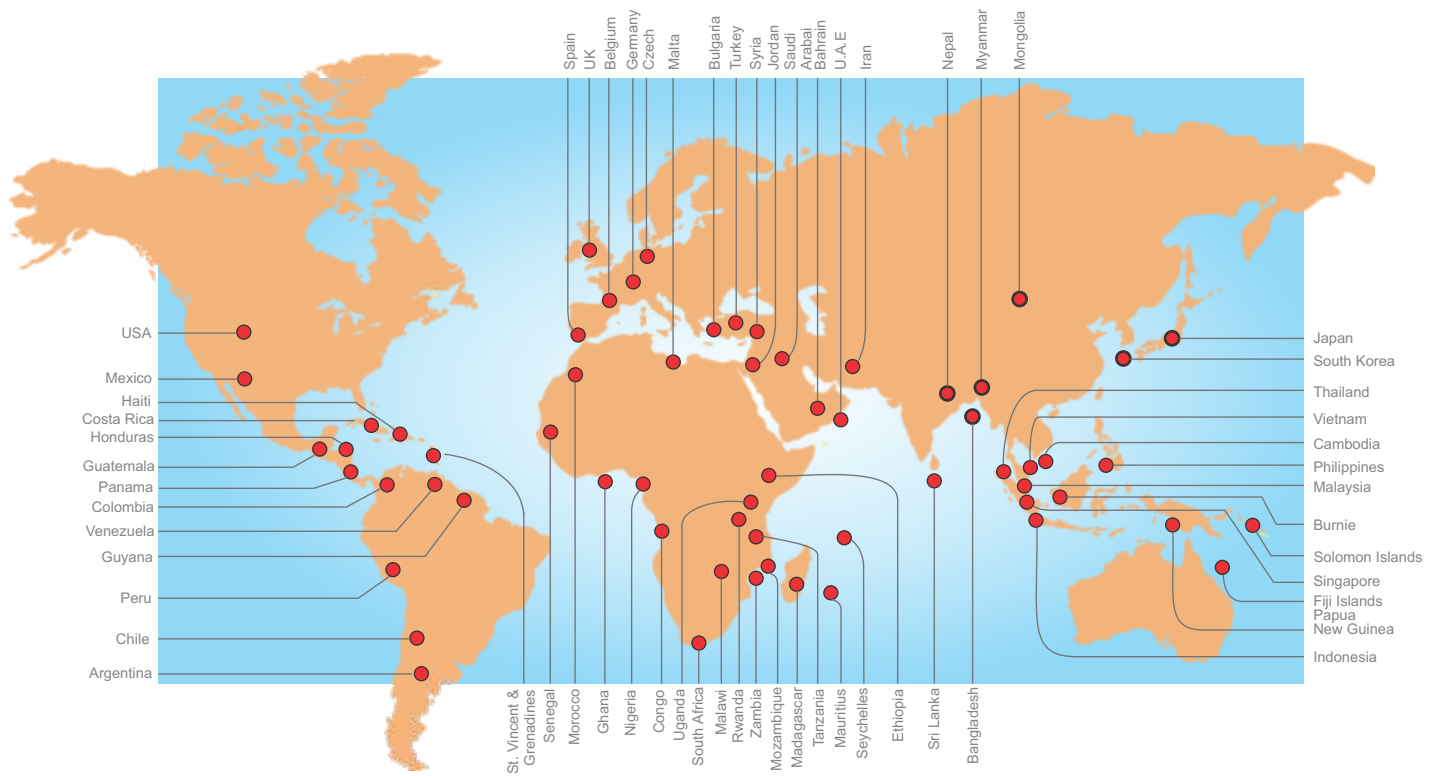 Spain
UK
Belgium
Germany
Czech
Malta
Bulgaria
Turkey
Syria
Jordan
Saudi
Arabai
Bahrain
U.A.E
Iran
Nepal
Myanmar
Mongolia
USA
Mexico
Haiti
Costa Rica
Honduras
Guatemala
Panama
Colombia
Venezuela
Guyana
Peru
Chile
Argentina
Japan
South Korea
Thailand
Vietnam
Cambodia
Philippines
Malaysia
Burnie
Solomon Islands
Singapore
Fiji Islands
Papua
New Guinea
Indonesia
St. Vincent &
Grenadines
Senegal
Morocco
Ghana
Nigeria
Congo
Uganda
South Africa
Malawi
Rwanda
Zambia
Mozambique
Madagascar
Tanzania
Mauritius
Seychelles
Ethiopia
Sri Lanka
Bangladesh